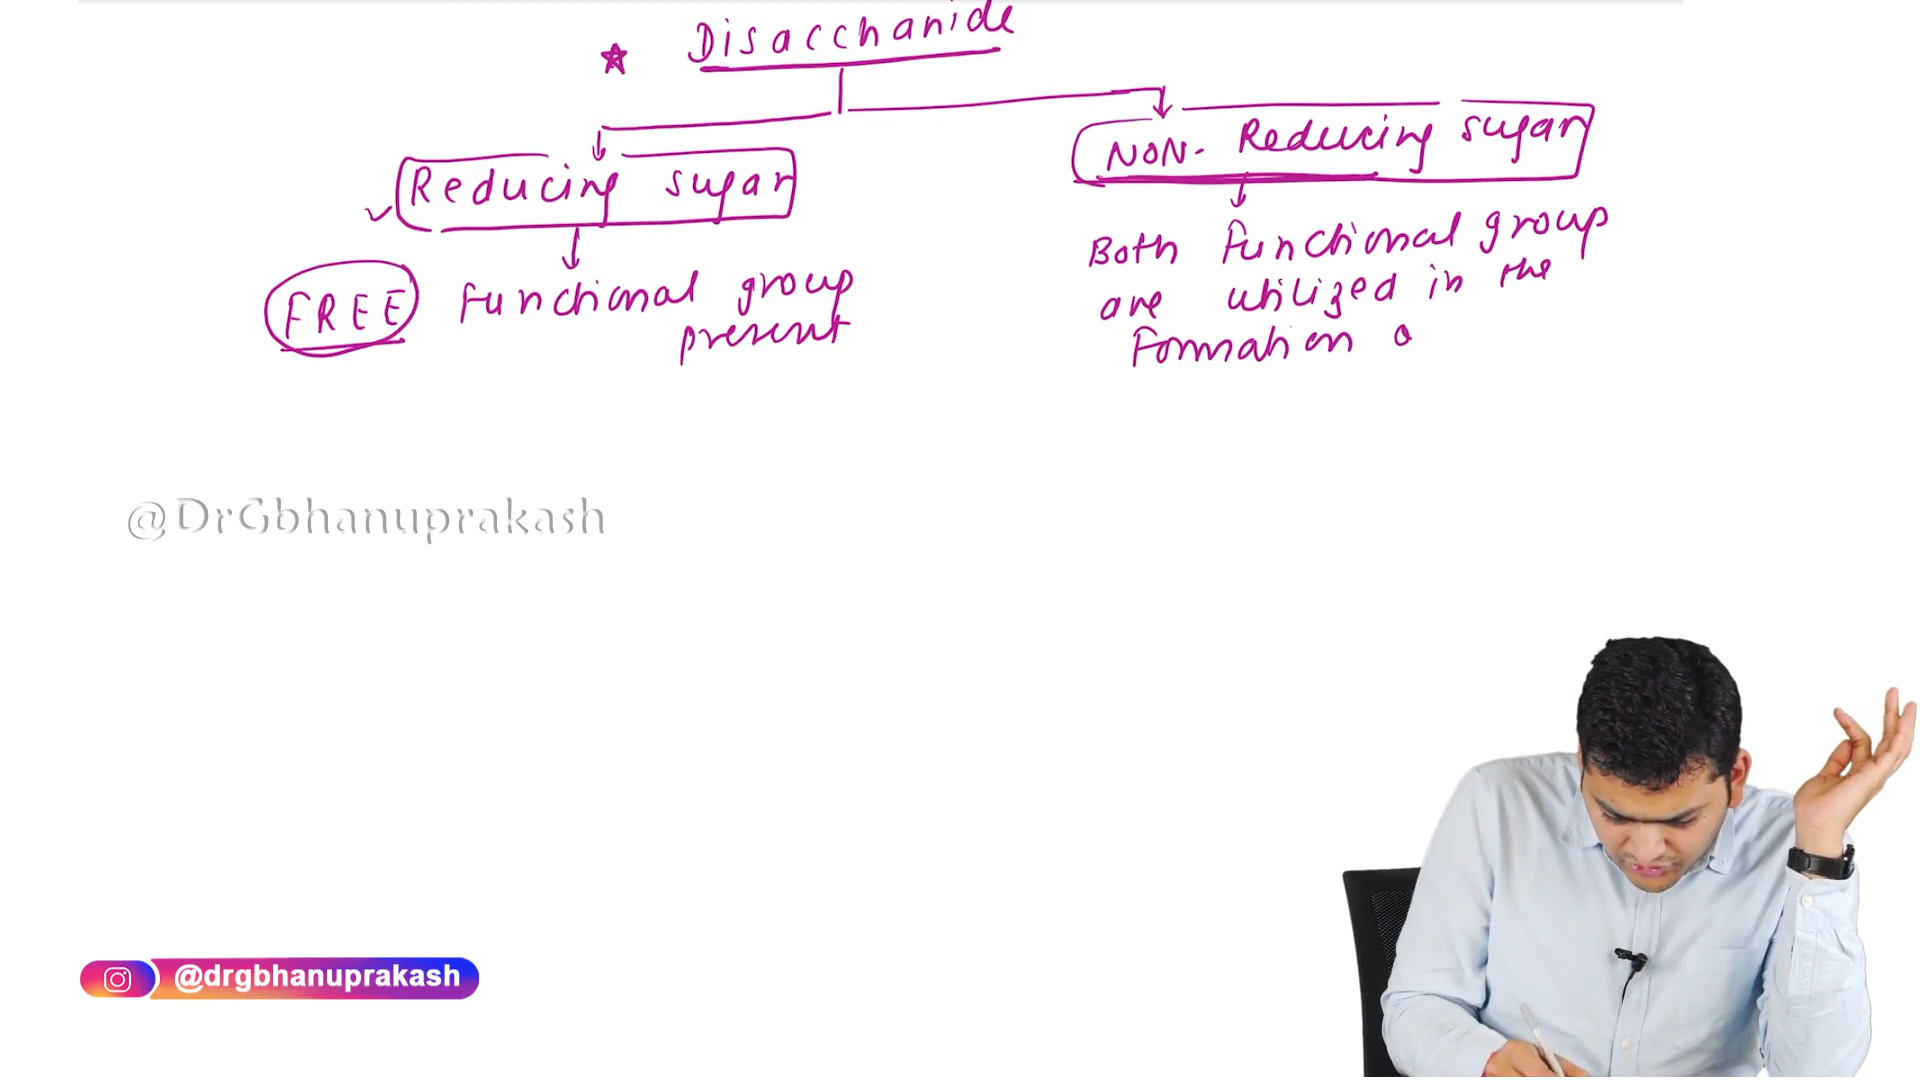 Disaccharide
Reducing sugar
NON-Reducing sugar
FREE Functional group
present
Both Functional group
are utilized in the
Formation o
@DrGbhanuprakash
@drgbhanuprakash